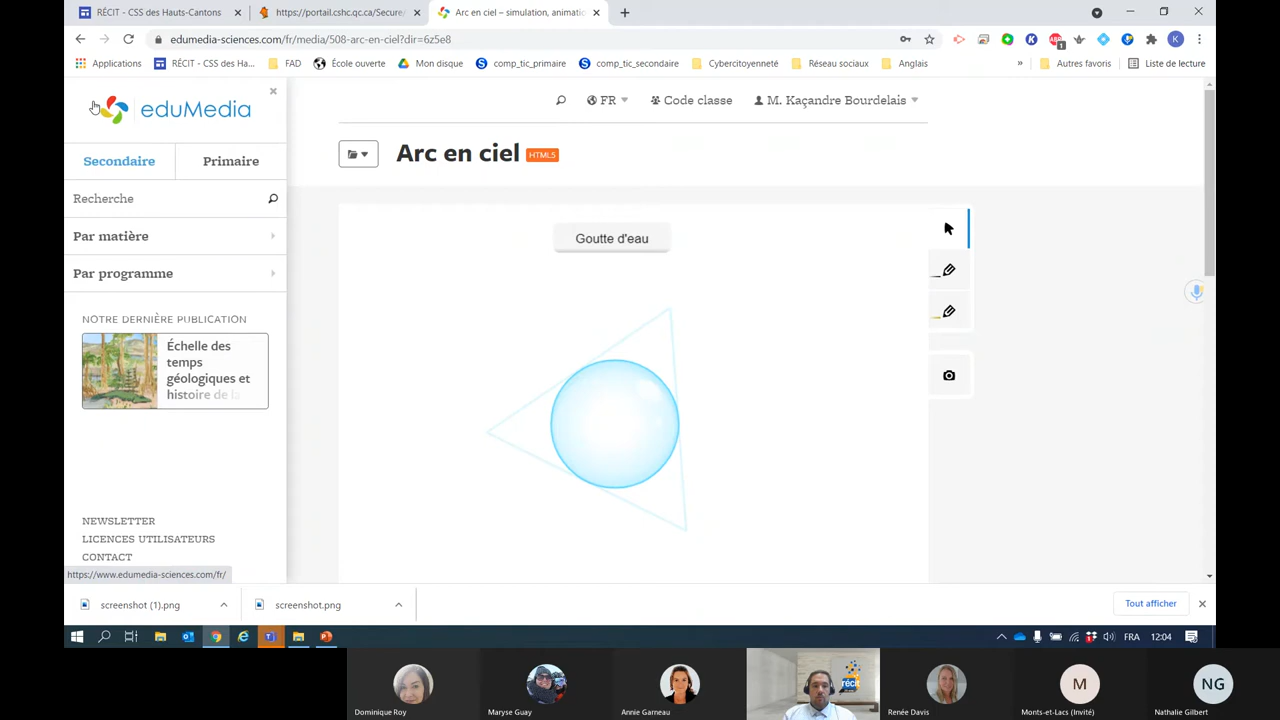 RÉCIT - CSS des Hauts-Cantons
https://portail.cshc.qc.ca/Secure/
Arc en ciel – simulation, animatio
edumedia-sciences.com/fr/media/508-arc-en-ciel?dir=6z5e8
Applications
RÉCIT - CSS des Ha...
FAD
École ouverte
Mon disque
comp_tic_primaire
comp_tic_secondaire
Cybercitoyenneté
Réseau sociaux
Anglais
»
Autres favoris
Liste de lecture
eduMedia
FR
Code classe
M. Kaçandre Bourdelais
Secondaire
Primaire
Arc en ciel HTML5
Recherche
Par matière
Par programme
Goutte d'eau
NOTRE DERNIÈRE PUBLICATION
Échelle des
temps
géologiques et
histoire de la
NEWSLETTER
LICENCES UTILISATEURS
CONTACT
https://www.edumedia-sciences.com/fr/
screenshot (1).png
screenshot.png
Tout afficher
FRA
12:04
récit
Dominique Roy
Maryse Guay
Annie Garneau
Renée Davis
M
Monts-et-Lacs (Invité)
NG
Nathalie Gilbert